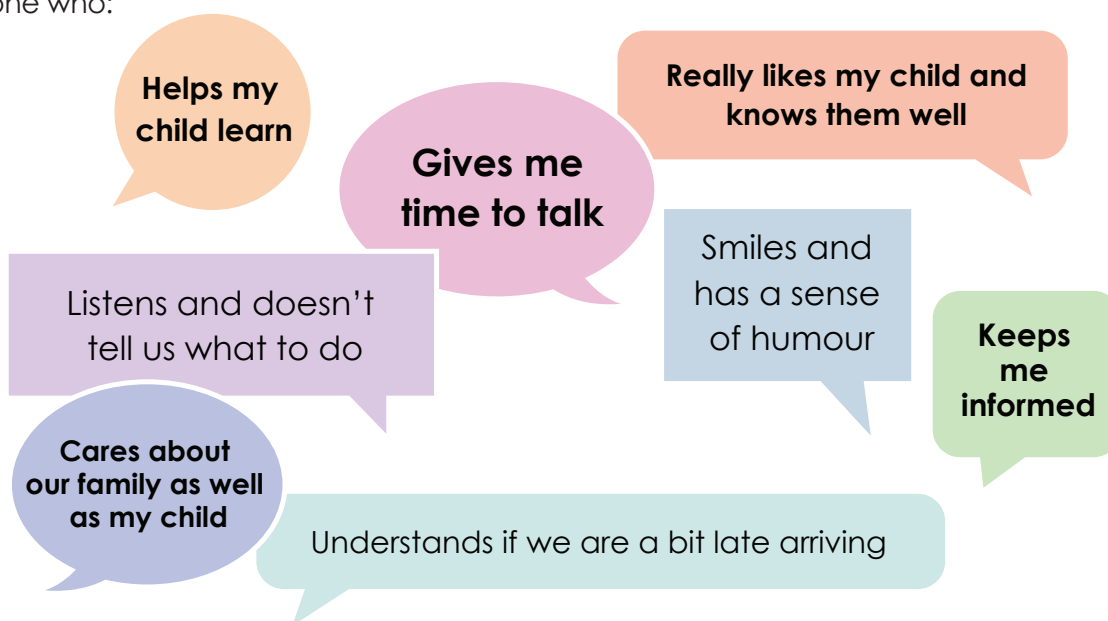 one who:
Helps my
child learn
Really likes my child and
knows them well
Gives me
time to talk
Smiles and
has a sense
of humour
Listens and doesn’t
tell us what to do
Keeps
me
informed
Cares about
our family as well
as my child
Understands if we are a bit late arriving